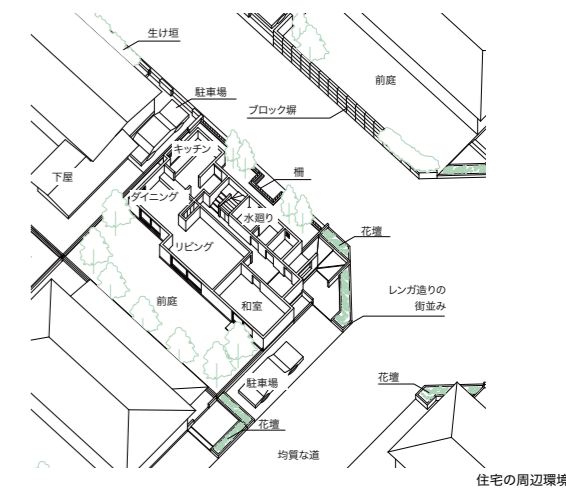 生け垣
駐車場
前庭
ブロック塀
キッチン
下屋
柵
ダイニング
水廻り
花壇
リビング
レンガ造りの
街並み
前庭
和室
駐車場
花壇
花壇
均質な道
住宅の周辺環境